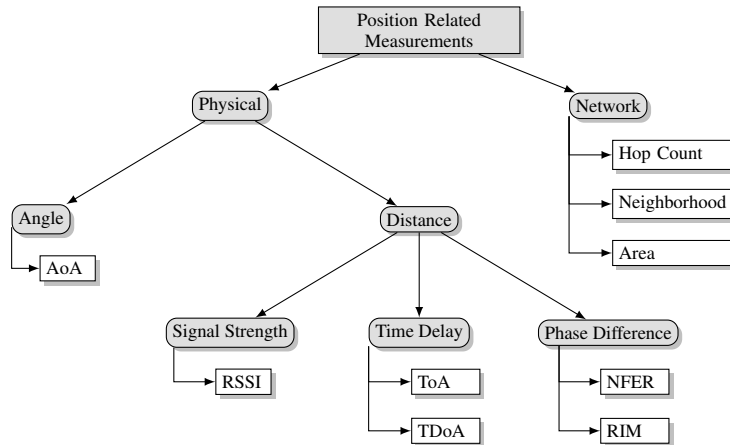 Position Related
Measurements
Physical
Network
Hop Count
Neighborhood
Area
Angle
AoA
Distance
Signal Strength
RSSI
Time Delay
ToA
TDoA
Phase Difference
NFER
RIM